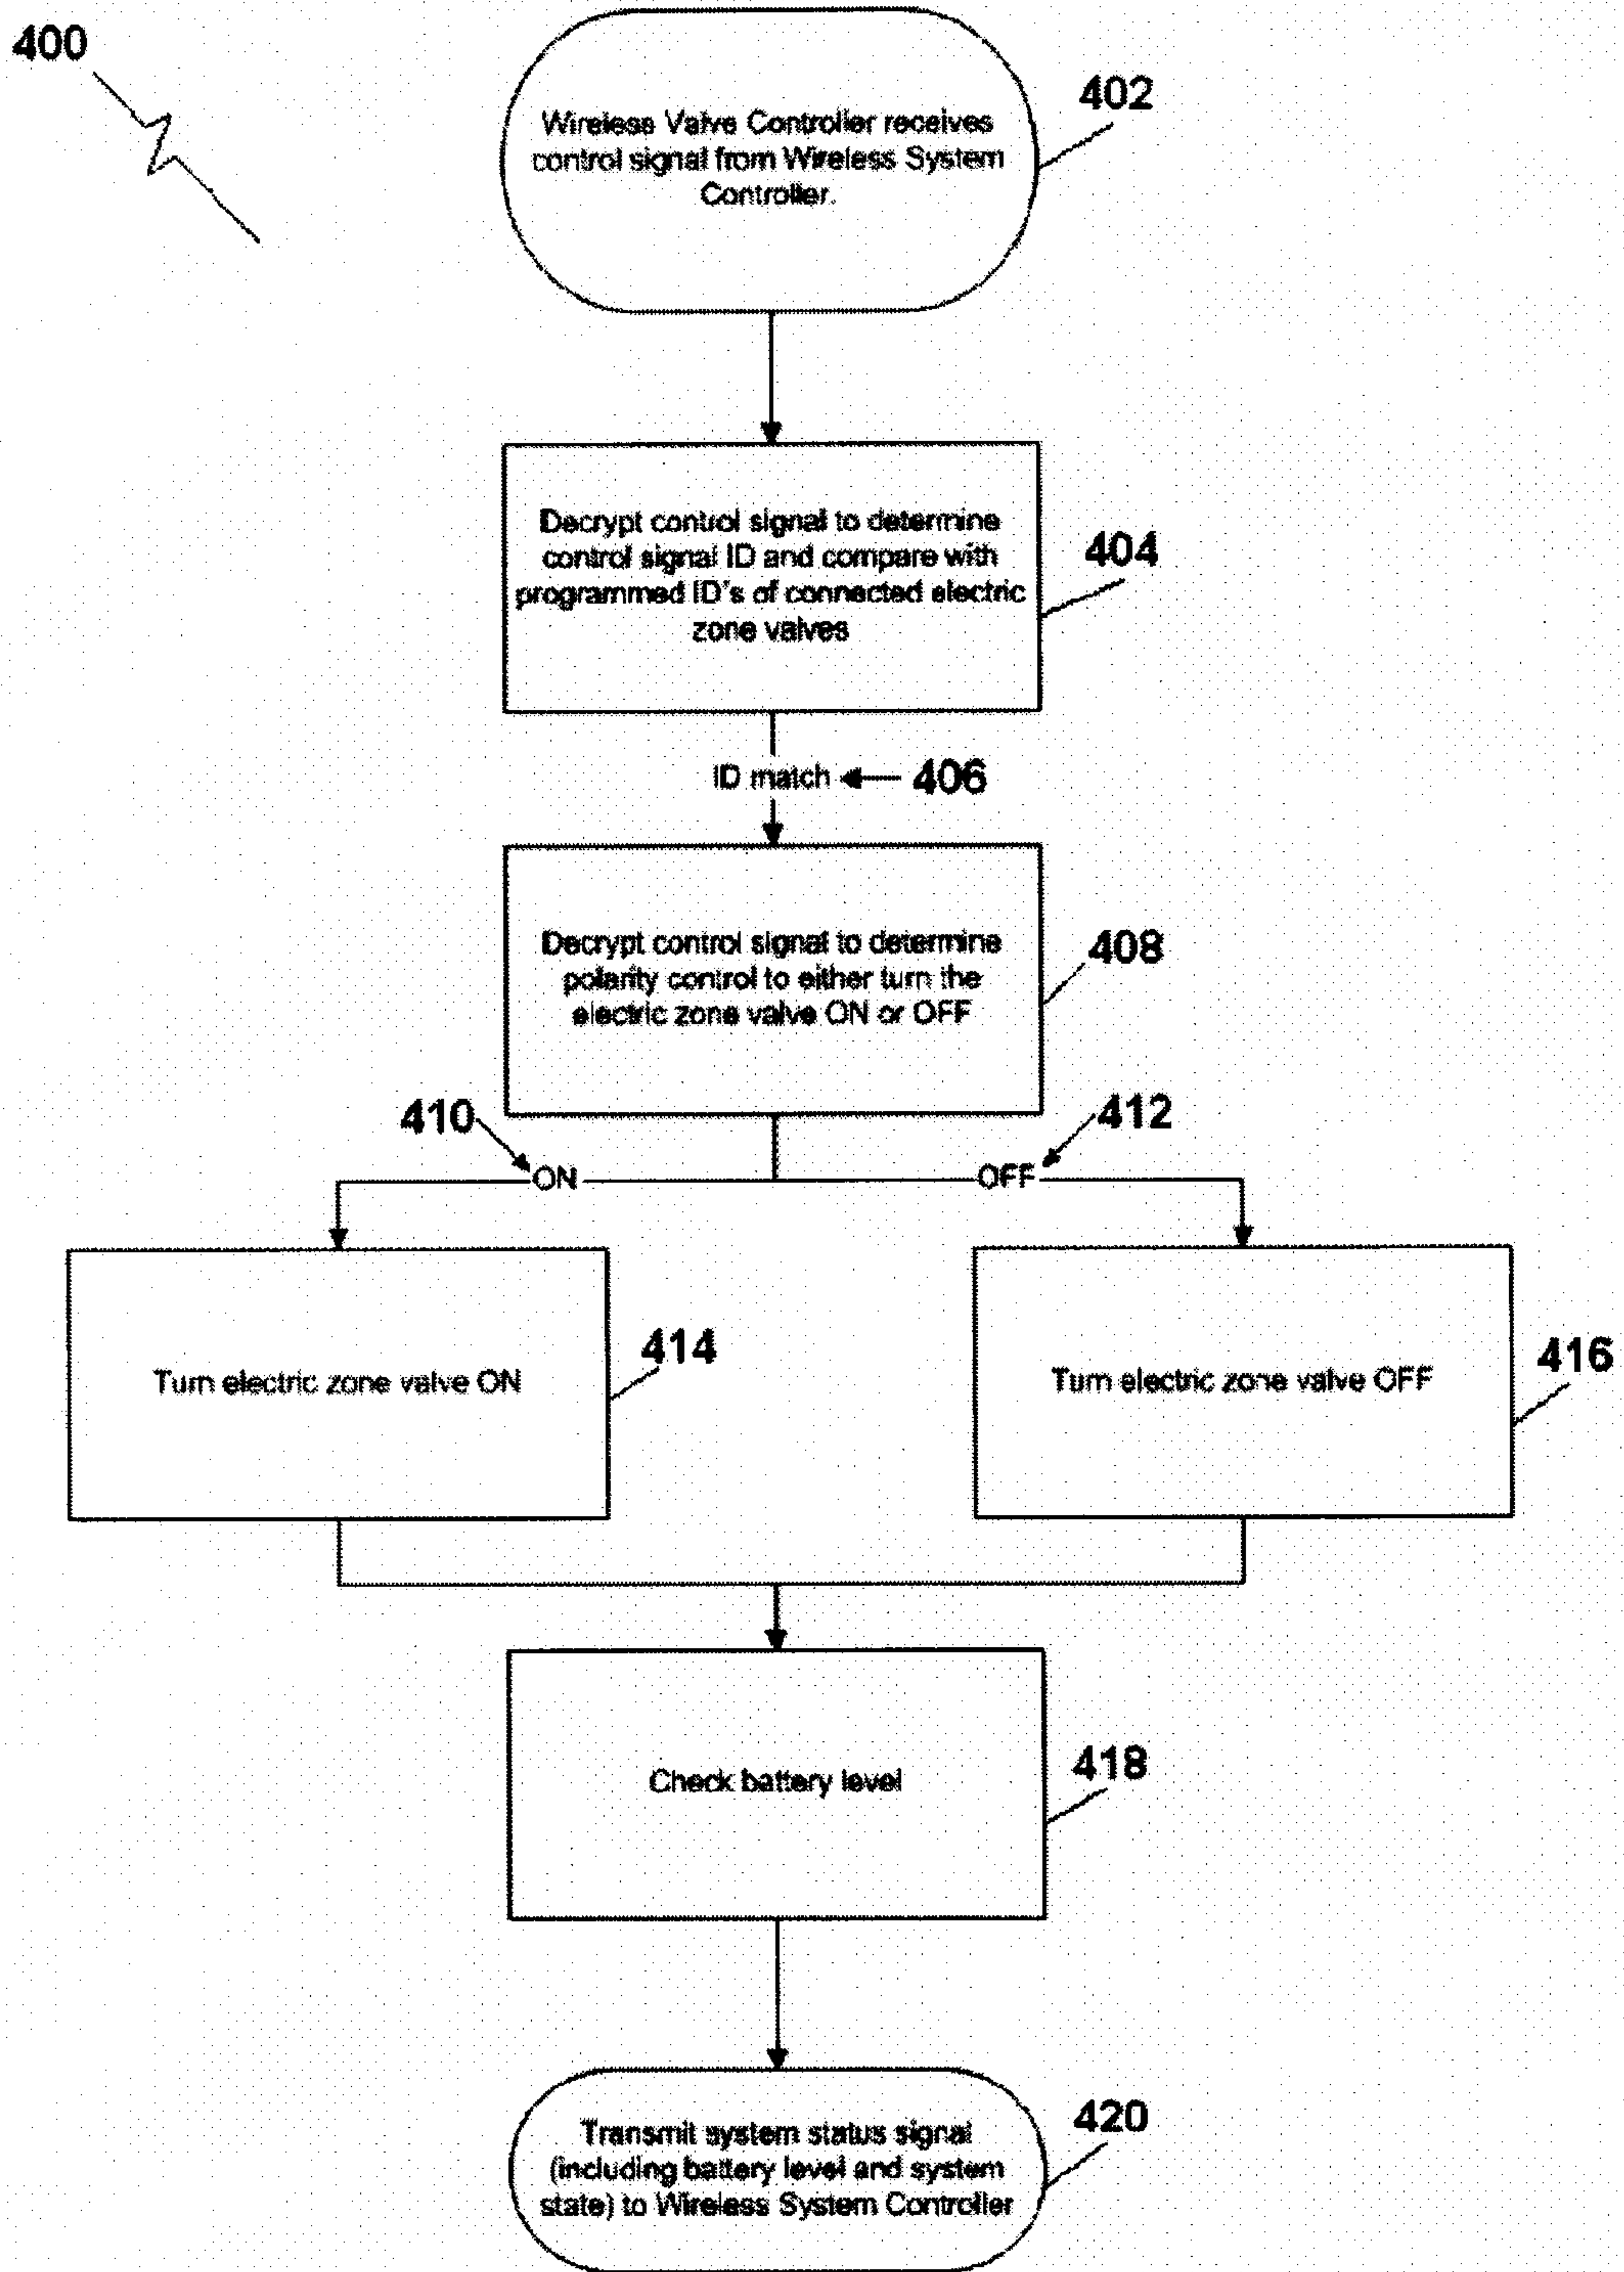 400
402
Wireless Valve Controller receives
control signal from Wireless System
Controller.
Decrypt control signal to determine
control signal ID and compare with
programmed ID's of connected electric
zone valves
404
ID match
406
Decrypt control signal to determine
polarity control to either turn the
electric zone valve ON or OFF
408
410
412
ON
OFF
Turn electric zone valve ON
414
Turn electric zone valve OFF
416
Check battery level
418
Transmit system status signal
(including battery level and system
state) to Wireless System Controller
420